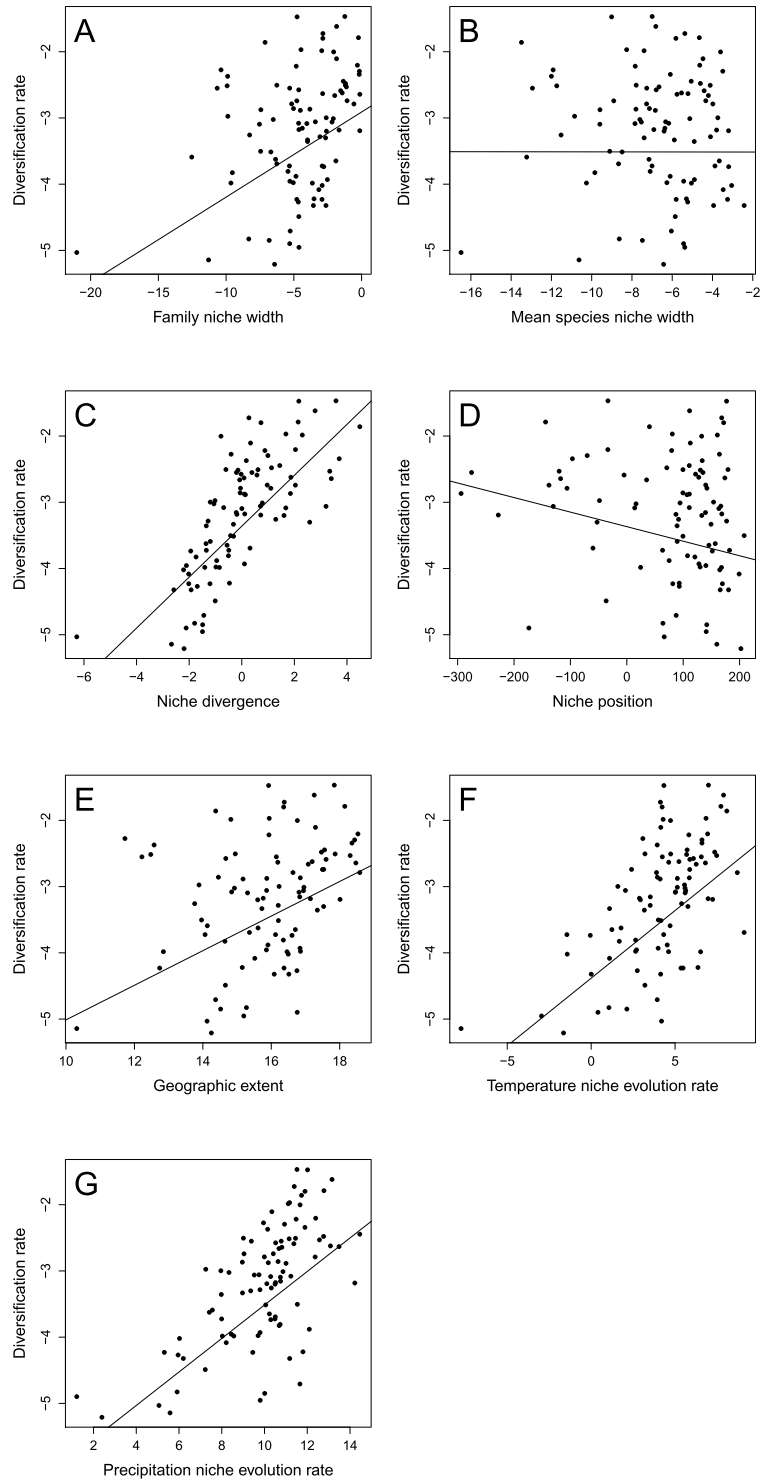 A
Diversification rate
−2
−3
−4
−5
−20 −15 −10 −5 0
Family niche width
B
Diversification rate
−2
−3
−4
−5
−16 −14 −12 −10 −8 −6 −4 −2
Mean species niche width
C
Diversification rate
−2
−3
−4
−5
−6 −4 −2 0 2 4
Niche divergence
D
Diversification rate
−2
−3
−4
−5
−300 −200 −100 0 100 200
Niche position
E
Diversification rate
−2
−3
−4
−5
10 12 14 16 18
Geographic extent
F
Diversification rate
−2
−3
−4
−5
−5 0 5
Temperature niche evolution rate
G
Diversification rate
−2
−3
−4
−5
2 4 6 8 10 12 14
Precipitation niche evolution rate